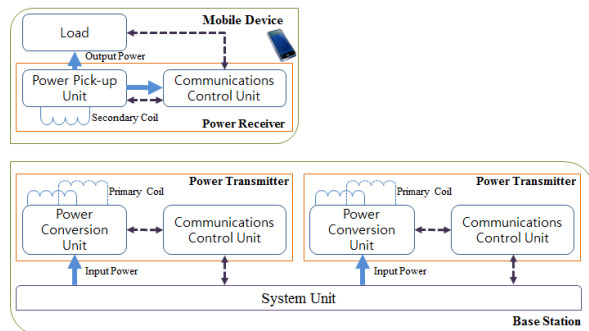 Mobile Device
Load
Output Power
Power Pick-up
Unit
Communications
Control Unit
Secondary Coil
Power Receiver
Power Transmitter
Primary Coil
Power
Conversion
Unit
Communications
Control Unit
Input Power
Power Transmitter
Primary Coil
Power
Conversion
Unit
Communications
Control Unit
Input Power
System Unit
Base Station